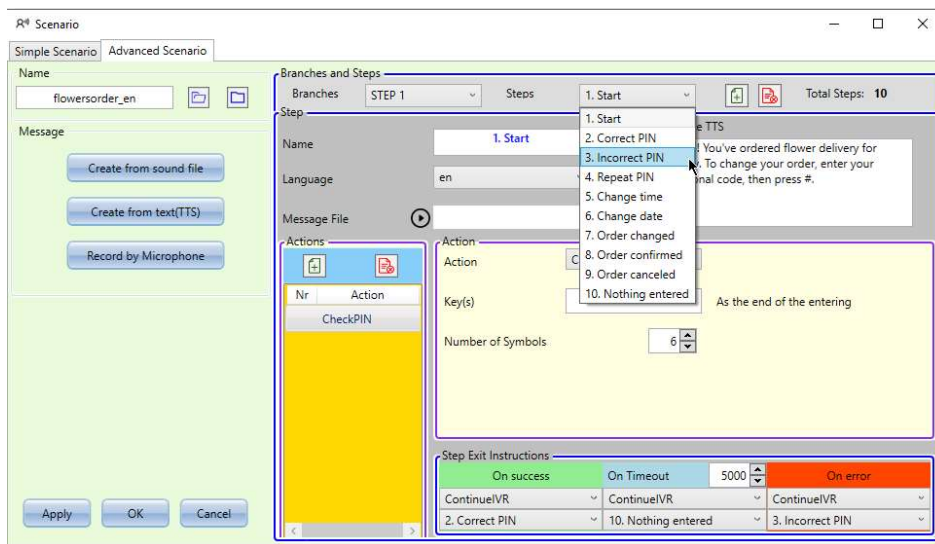 Scenario
Simple Scenario Advanced Scenario
Name
flowersorder_en
Message
Create from sound file
Create from text(TTS)
Record by Microphone
Apply OK Cancel
Branches and Steps
Branches STEP 1 Steps 1. Start Total Steps: 10
1. Start
2. Correct PIN
3. Incorrect PIN
4. Repeat PIN
5. Change time
6. Change date
7. Order changed
8. Order confirmed
9. Order canceled
10. Nothing entered
Step
Name 1. Start
Language en
Message File
TTS
! You've ordered flower delivery for
. To change your order, enter your
code, then press #.
Actions
Nr Action
CheckPIN
Action
Action
Key(s) As the end of the entering
Number of Symbols 6
Step Exit Instructions
On success On Timeout 5000 On error
ContinueIVR ContinueIVR ContinueIVR
2. Correct PIN 10. Nothing entered 3. Incorrect PIN